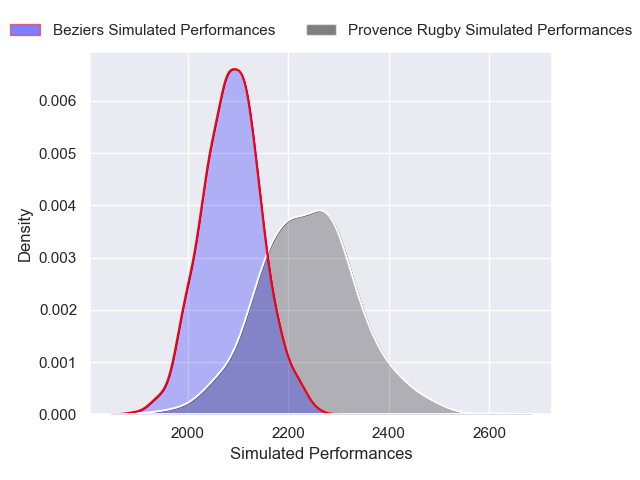 Beziers Simulated Performances
Provence Rugby Simulated Performances
Density
0.006
0.005
0.004
0.003
0.002
0.001
0.000
2000 2200 2400 2600
Simulated Performances